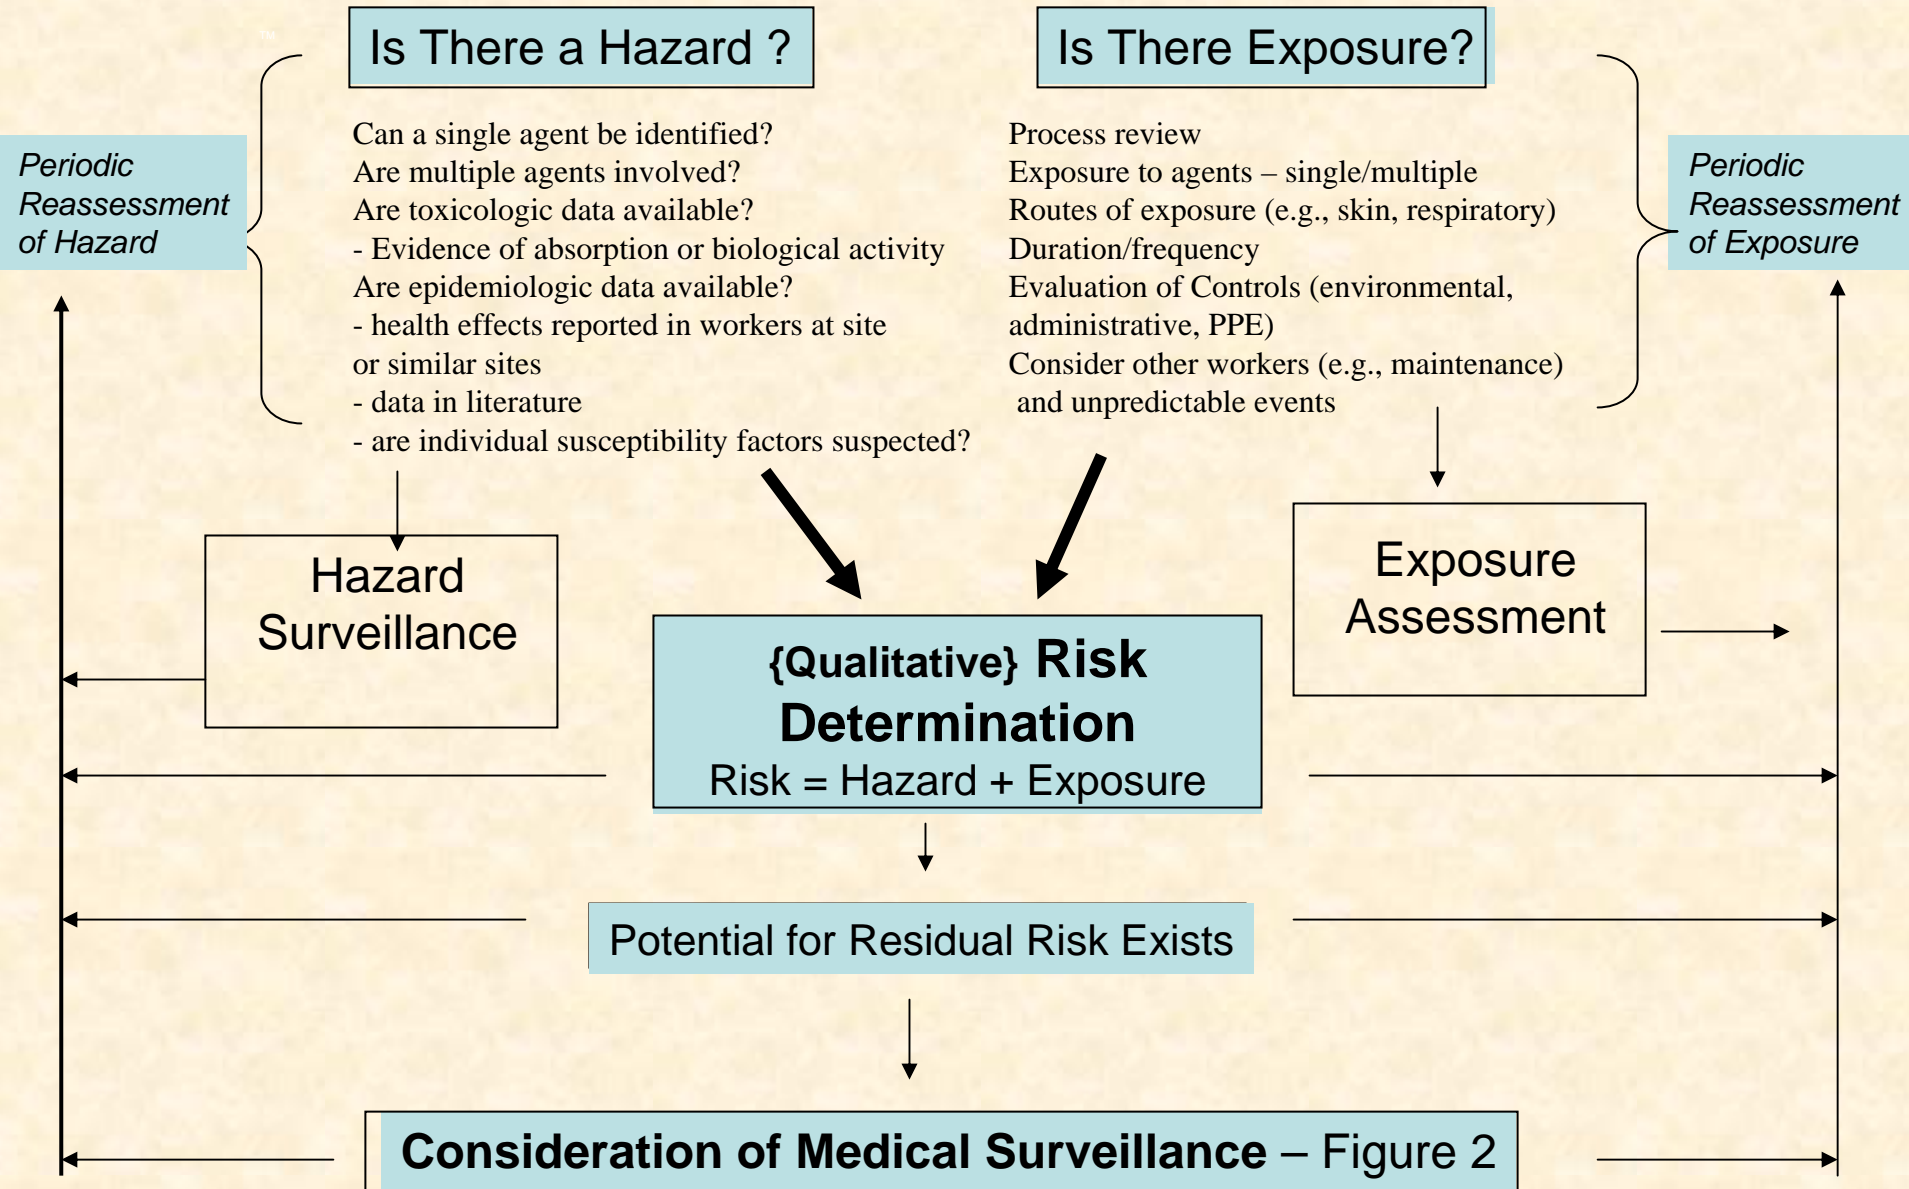 TM
Is There a Hazard ?
Is There Exposure?
Periodic
Reassessment
of Hazard
Can a single agent be identified?
Are multiple agents involved?
Are toxicologic data available?
- Evidence of absorption or biological activity
Are epidemiologic data available?
- health effects reported in workers at site
or similar sites
- data in literature
- are individual susceptibility factors suspected?
Process review
Exposure to agents – single/multiple
Routes of exposure (e.g., skin, respiratory)
Duration/frequency
Evaluation of Controls (environmental,
administrative, PPE)
Consider other workers (e.g., maintenance)
and unpredictable events
Periodic
Reassessment
of Exposure
Hazard
Surveillance
{Qualitative} Risk
Determination
Risk = Hazard + Exposure
Exposure
Assessment
Potential for Residual Risk Exists
Consideration of Medical Surveillance – Figure 2